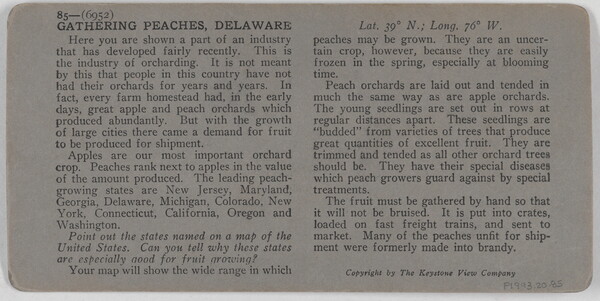 85—(6952)
GATHERING PEACHES, DELAWARE
Here you are shown a part of an industry
that has developed fairly recently. This is
the industry of orcharding. It is not meant
by this that people in this country have not
had their orchards for years and years. In
fact, every farm homestead had, in the early
days, great apple and peach orchards which
produced abundantly. But with the growth
of large cities there came a demand for fruit
to be produced for shipment.
Apples are our most important orchard
crop. Peaches rank next to apples in the value
of the amount produced. The leading peach-
growing states are New Jersey, Maryland,
Georgia, Delaware, Michigan, Colorado, New
York, Connecticut, California, Oregon and
Washington.
Point out the states named on a map of the
United States. Can you tell why these states
are especially good for fruit growing?
Your map will show the wide range in which
Lat. 39° N.; Long. 76° W.
peaches may be grown. They are an uncer-
tain crop, however, because they are easily
frozen in the spring, especially at blooming
time.
Peach orchards are laid out and tended in
much the same way as are apple orchards.
The young seedlings are set out in rows at
regular distances apart. These seedlings are
"budded" from varieties of trees that produce
great quantities of excellent fruit. They are
trimmed and tended as all other orchard trees
should be. They have their special diseases
which peach growers guard against by special
treatments.
The fruit must be gathered by hand so that
it will not be bruised. It is put into crates,
loaded on fast freight trains, and sent to
market. Many of the peaches unfit for ship-
ment were formerly made into brandy.
Copyright by The Keystone View Company
P1993.20.85